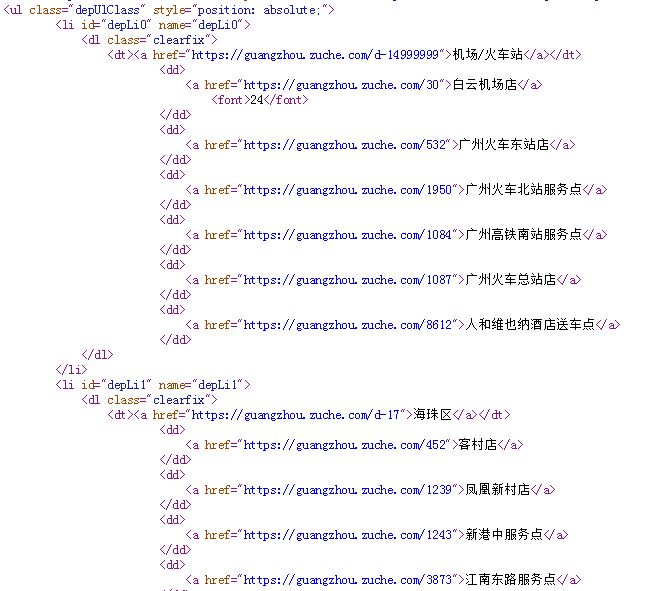 <ul class="depUlClass" style="position: absolute;">
<li id="depLi0" name="depLi0">
<dl class="clearfix">
<dt><a href="https://guangzhou.zuche.com/d-14999999">机场/火车站</a></dt>
<dd>
<a href="https://guangzhou.zuche.com/30">白云机场店</a>
<font>24</font>
</dd>
<dd>
<a href="https://guangzhou.zuche.com/532">广州火车东站店</a>
</dd>
<dd>
<a href="https://guangzhou.zuche.com/1950">广州火车北站服务点</a>
</dd>
<dd>
<a href="https://guangzhou.zuche.com/1084">广州高铁南站服务点</a>
</dd>
<dd>
<a href="https://guangzhou.zuche.com/1087">广州火车总站店</a>
</dd>
<dd>
<a href="https://guangzhou.zuche.com/8612">人和维也纳酒店送车点</a>
</dd>
</dl>
</li>
<li id="depLi1" name="depLi1">
<dl class="clearfix">
<dt><a href="https://guangzhou.zuche.com/d-17">海珠区</a></dt>
<dd>
<a href="https://guangzhou.zuche.com/452">客村店</a>
</dd>
<dd>
<a href="https://guangzhou.zuche.com/1239">凤凰新村店</a>
</dd>
<dd>
<a href="https://guangzhou.zuche.com/1243">新港中服务点</a>
</dd>
<dd>
<a href="https://guangzhou.zuche.com/3873">江南东路服务点</a>